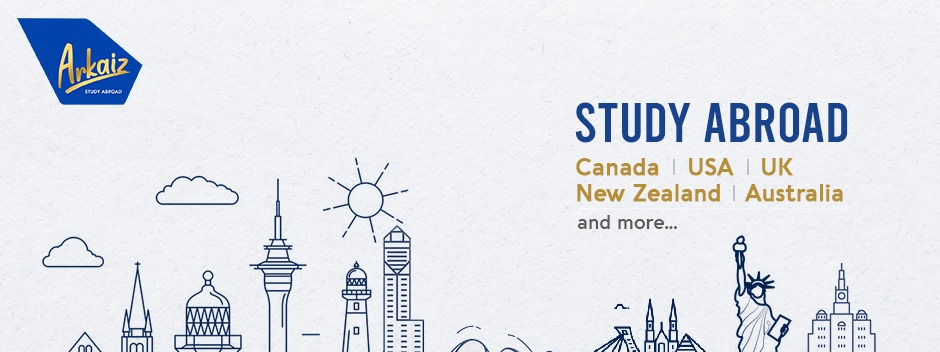 Arkaiz
STUDY ABROAD
STUDY ABROAD
Canada | USA | UK
New Zealand | Australia
and more...